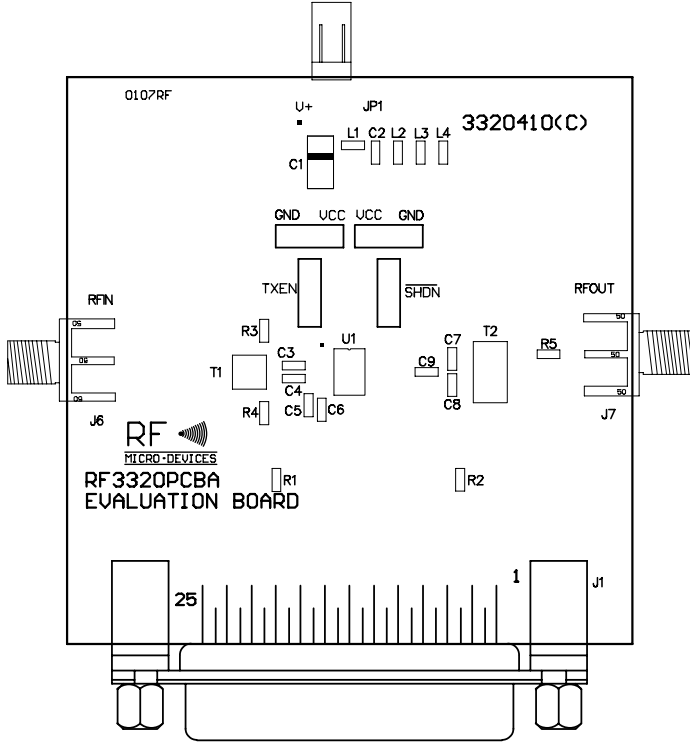 0107RF
V+
JP1
3320410(C)
L1 C2 L2 L3 L4
C1
GND VCC VCC GND
TXEN SHDN
RFIN RFOUT
50
50
50
50
50
50
R3 U1 C7 T2 R5
C3
T1 C9
C4
R4 C5 C6 C8
J6 J7
RF
MICRO-DEVICES
RF3320PCBA
EVALUATION BOARD
R1 R2
25 1 J1